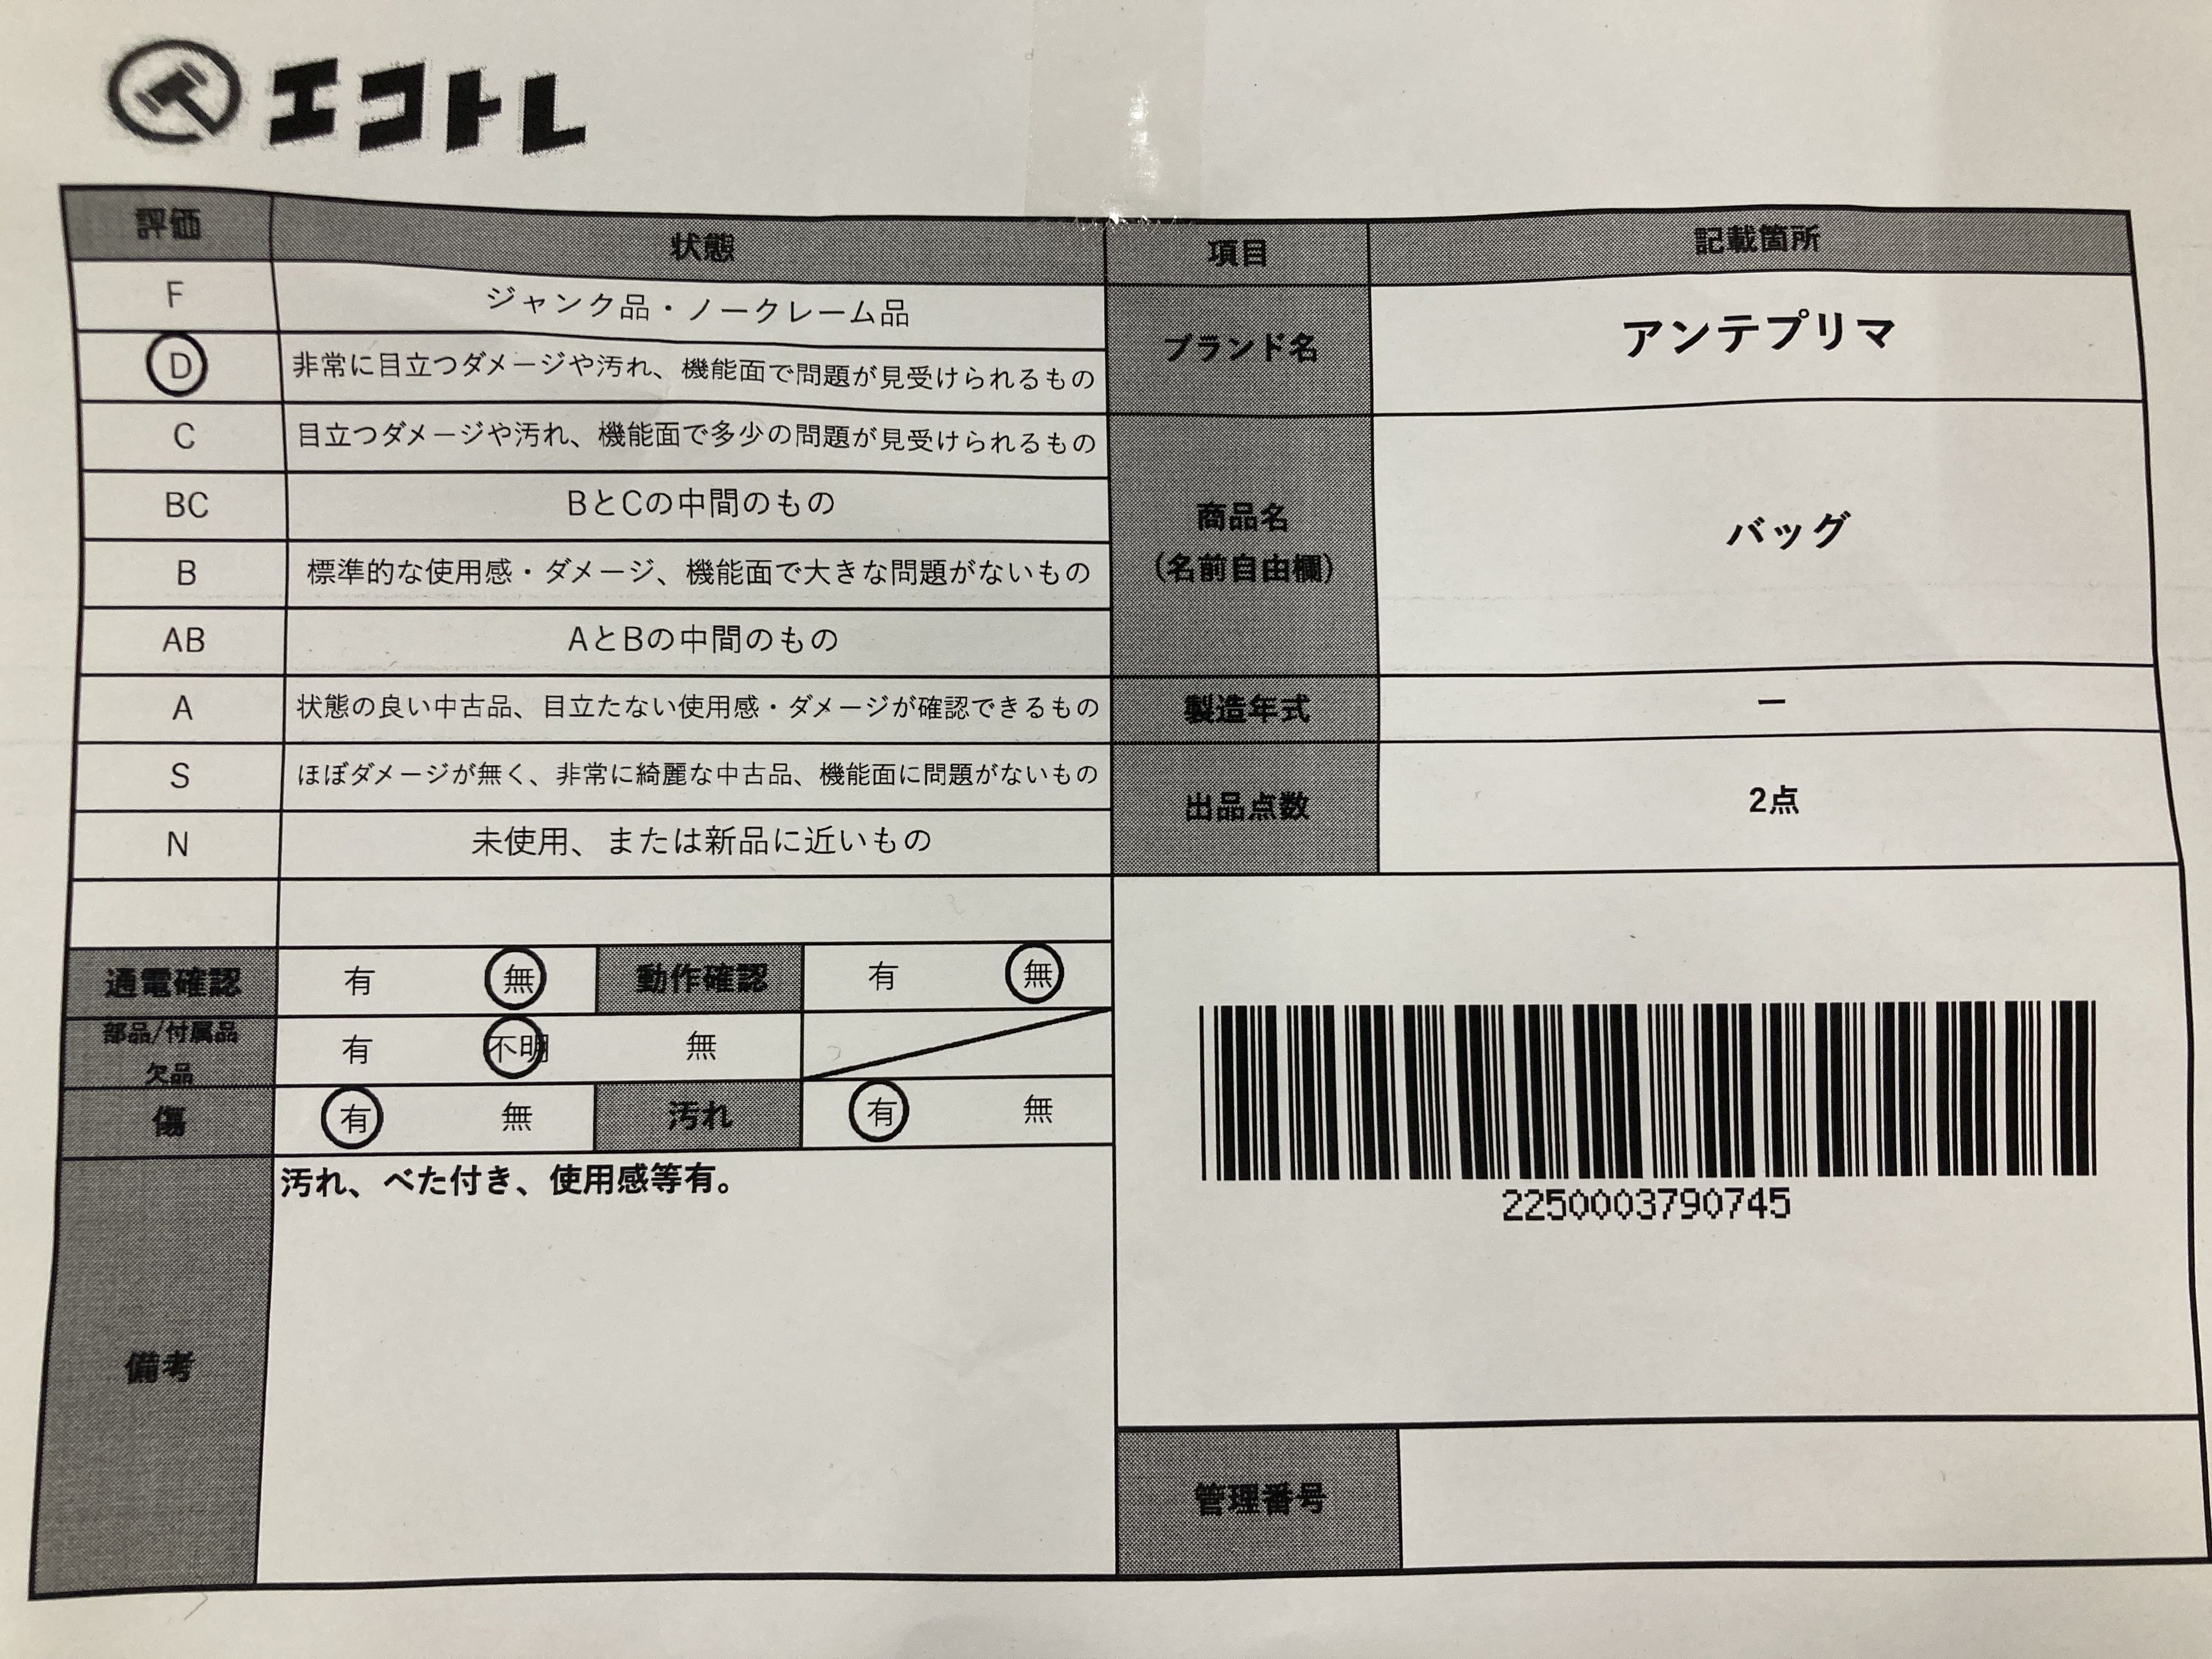 エコトレ
評価 状態 項目 記載箇所
F ジャンク品・ノークレーム品
D 非常に目立つダメージや汚れ、機能面で問題が見受けられるもの
ブランド名 アンテプリマ
C 目立つダメージや汚れ、機能面で多少の問題が見受けられるもの
BC BとCの中間のもの
商品名
(名前自由欄)
バッグ
B 標準的な使用感・ダメージ、機能面で大きな問題がないもの
AB AとBの中間のもの
A 状態の良い中古品、目立たない使用感・ダメージが確認できるもの
製造年式 ー
S ほぼダメージが無く、非常に綺麗な中古品、機能面に問題がないもの
出品点数 2点
N 未使用、または新品に近いもの
通電確認 有 無 動作確認 有 無
部品/付属品
欠品
有 不明 無
傷 有 無 汚れ 有 無
備考
汚れ、べた付き、使用感等有。
2250003790745
管理番号